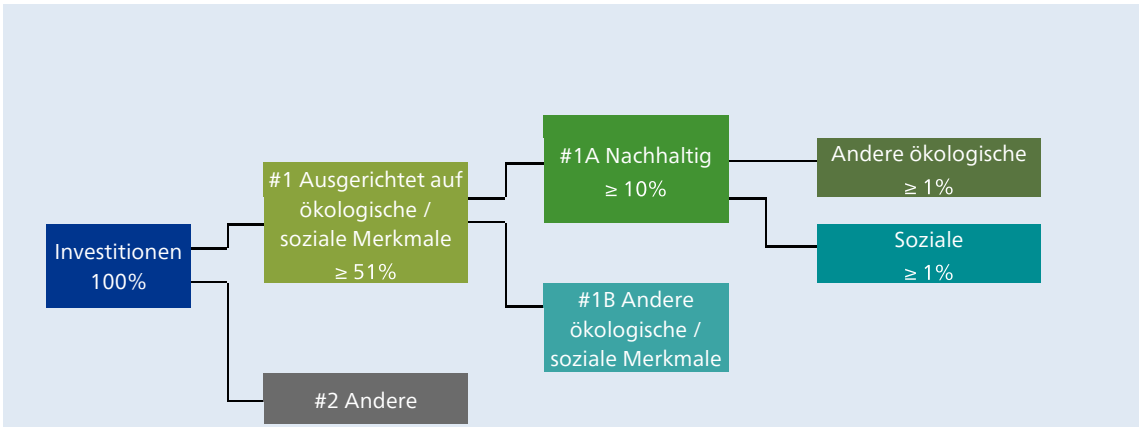 Investitionen
100%
#1 Ausgerichtet auf
ökologische /
soziale Merkmale
≥ 51%
#2 Andere
#1A Nachhaltig
≥ 10%
#1B Andere
ökologische /
soziale Merkmale
Andere ökologische
≥ 1%
Soziale
≥ 1%